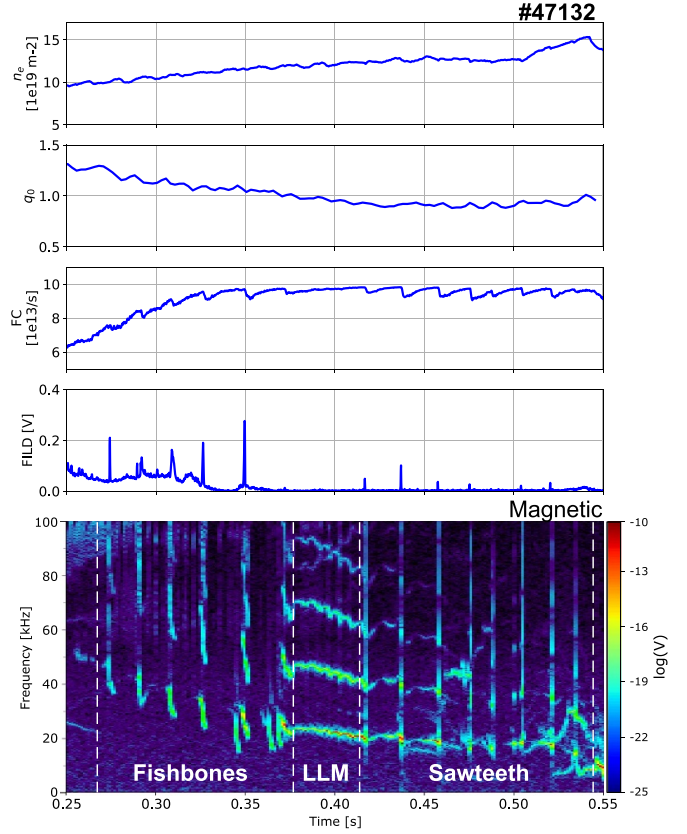 #47132
15
10
5
n_e
[1e19 m-2]
1.5
1.0
0.5
q_0
10
8
6
FC
[1e13/s]
0.4
0.2
0.0
FILD [V]
Magnetic
100
80
60
40
20
0
Frequency [kHz]
Fishbones LLM Sawteeth
0.25 0.30 0.35 0.40 0.45 0.50 0.55
Time [s]
-10
-13
-16
-19
-22
-25
log(V)